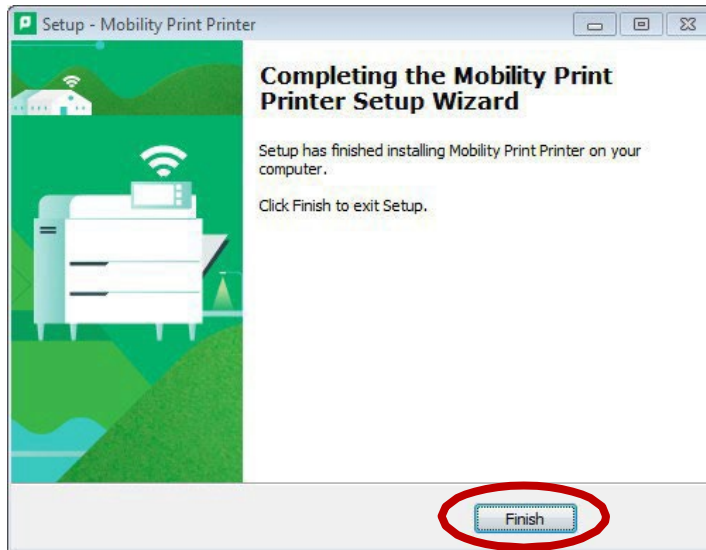 Setup - Mobility Print Printer
Completing the Mobility Print
Printer Setup Wizard
Setup has finished installing Mobility Print Printer on your
computer.
Click Finish to exit Setup.
Finish